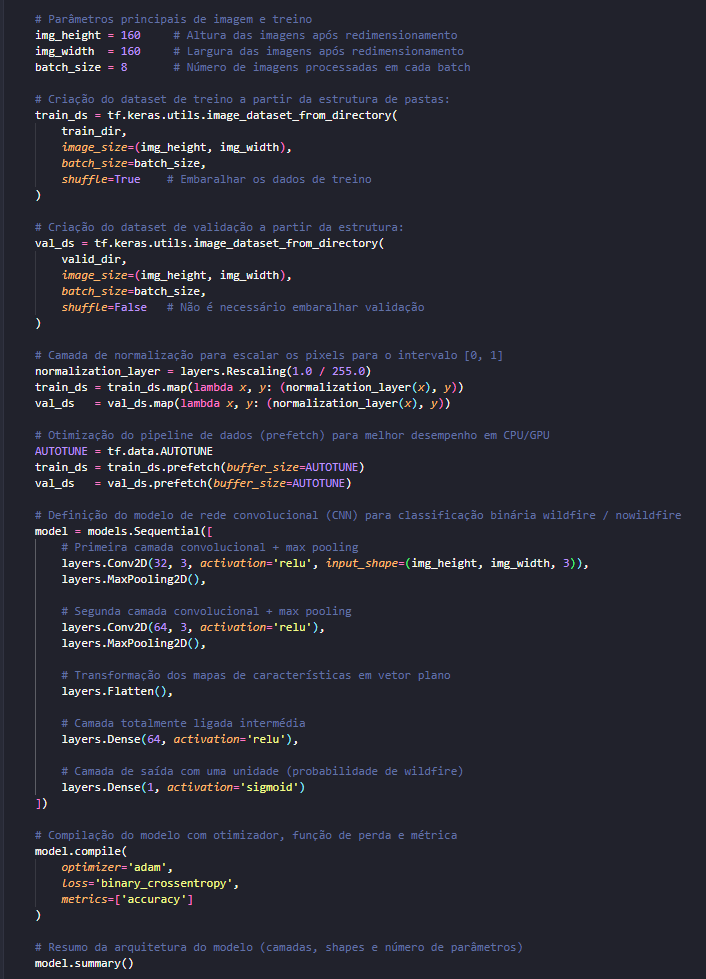 # Parâmetros principais de imagem e treino
img_height = 160     # Altura das imagens após redimensionamento
img_width  = 160     # Largura das imagens após redimensionamento
batch_size = 8       # Número de imagens processadas em cada batch

# Criação do dataset de treino a partir da estrutura de pastas:
train_ds = tf.keras.utils.image_dataset_from_directory(
    train_dir,
    image_size=(img_height, img_width),
    batch_size=batch_size,
    shuffle=True    # Embaralhar os dados de treino
)

# Criação do dataset de validação a partir da estrutura:
val_ds = tf.keras.utils.image_dataset_from_directory(
    valid_dir,
    image_size=(img_height, img_width),
    batch_size=batch_size,
    shuffle=False   # Não é necessário embaralhar validação
)

# Camada de normalização para escalar os pixels para o intervalo [0, 1]
normalization_layer = layers.Rescaling(1.0 / 255.0)
train_ds = train_ds.map(lambda x, y: (normalization_layer(x), y))
val_ds   = val_ds.map(lambda x, y: (normalization_layer(x), y))

# Otimização do pipeline de dados (prefetch) para melhor desempenho em CPU/GPU
AUTOTUNE = tf.data.AUTOTUNE
train_ds = train_ds.prefetch(buffer_size=AUTOTUNE)
val_ds   = val_ds.prefetch(buffer_size=AUTOTUNE)

# Definição do modelo de rede convolucional (CNN) para classificação binária wildfire / nowildfire
model = models.Sequential([
    # Primeira camada convolucional + max pooling
    layers.Conv2D(32, 3, activation='relu', input_shape=(img_height, img_width, 3)),
    layers.MaxPooling2D(),

    # Segunda camada convolucional + max pooling
    layers.Conv2D(64, 3, activation='relu'),
    layers.MaxPooling2D(),

    # Transformação dos mapas de características em vetor plano
    layers.Flatten(),

    # Camada totalmente ligada intermédia
    layers.Dense(64, activation='relu'),

    # Camada de saída com uma unidade (probabilidade de wildfire)
    layers.Dense(1, activation='sigmoid')
])

# Compilação do modelo com otimizador, função de perda e métrica
model.compile(
    optimizer='adam',
    loss='binary_crossentropy',
    metrics=['accuracy']
)

# Resumo da arquitetura do modelo (camadas, shapes e número de parâmetros)
model.summary()